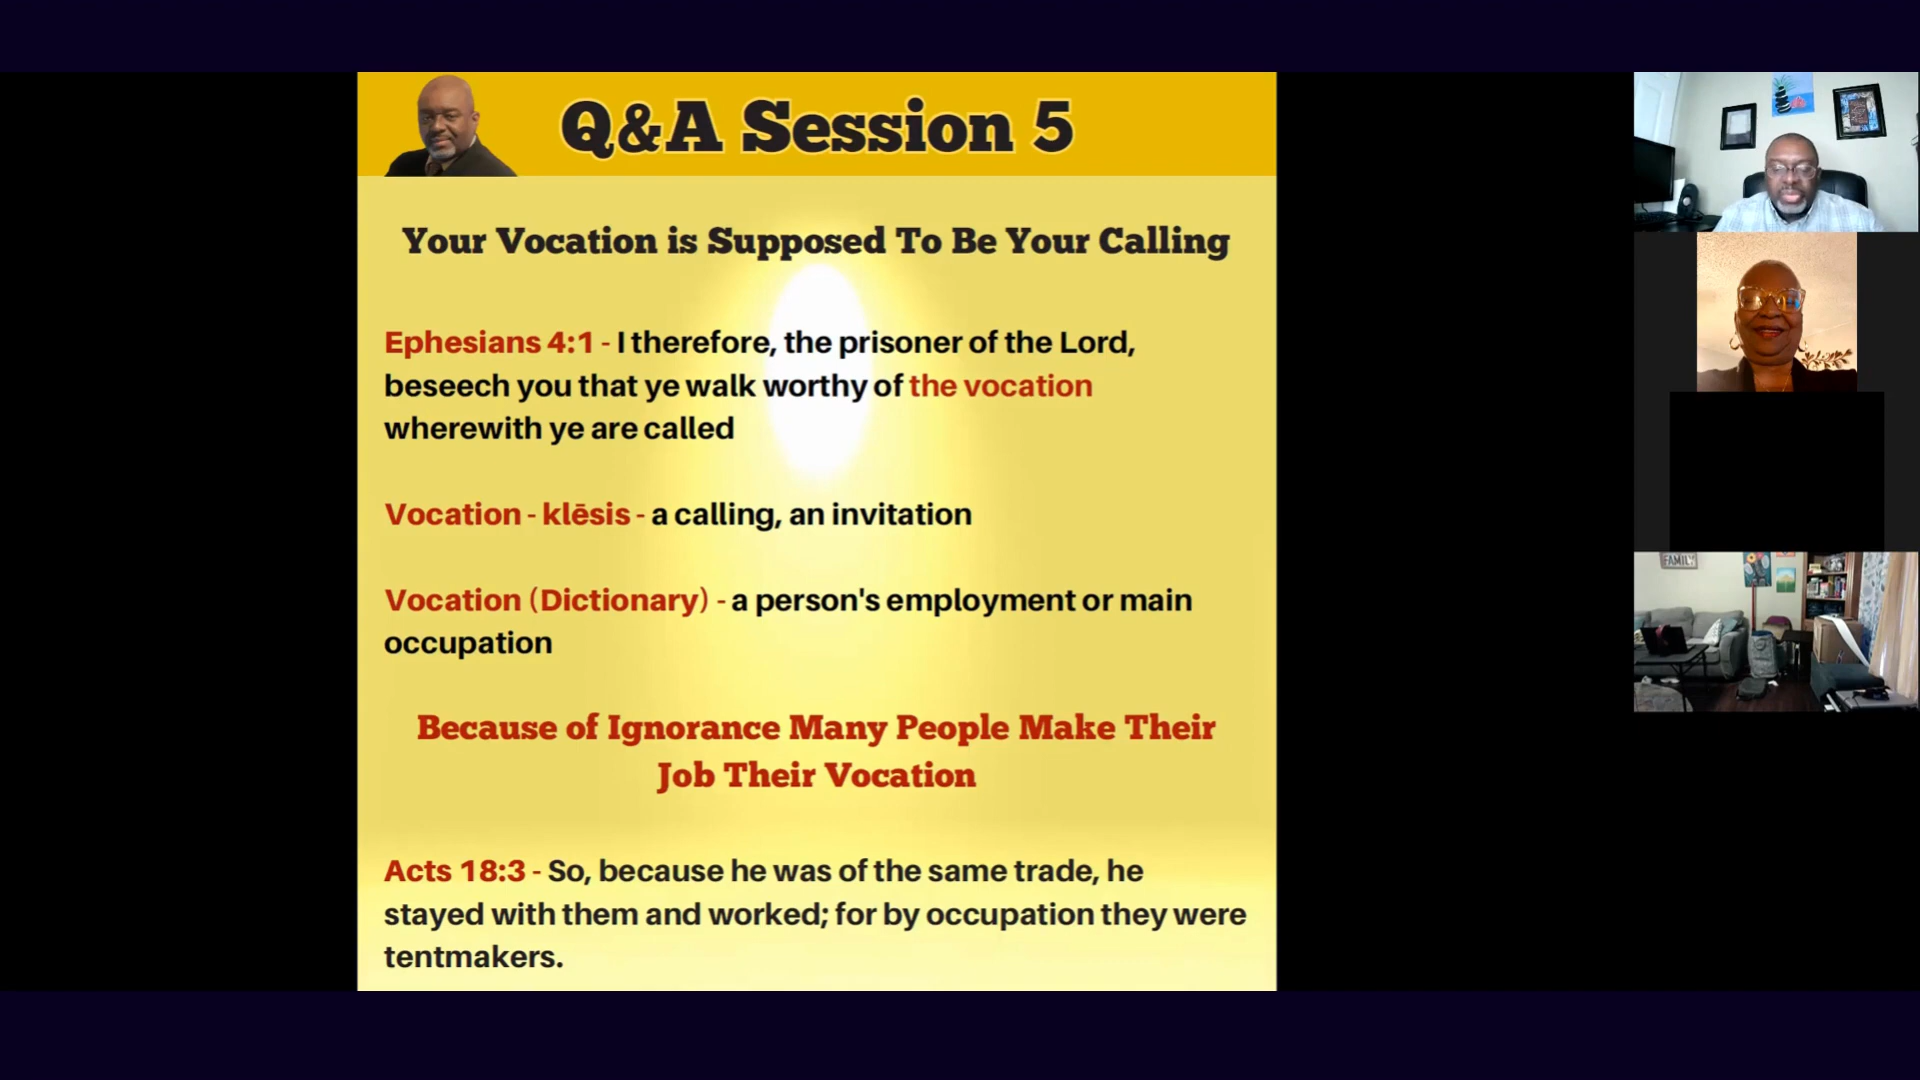 Q&A Session 5
Your Vocation is Supposed To Be Your Calling
Ephesians 4:1 - I therefore, the prisoner of the Lord,
beseech you that ye walk worthy of the vocation
wherewith ye are called
Vocation - klēsis - a calling, an invitation
Vocation (Dictionary) - a person's employment or main
occupation
Because of Ignorance Many People Make Their
Job Their Vocation
Acts 18:3 - So, because he was of the same trade, he
stayed with them and worked; for by occupation they were
tentmakers.
FAMILY